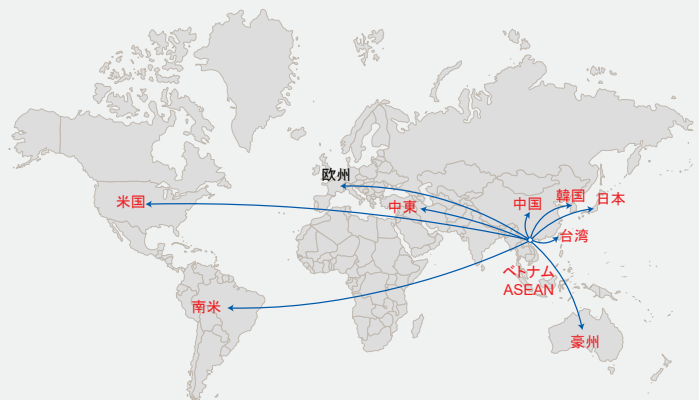 欧州
米国
中東
中国
韓国
日本
台湾
ベトナム
ASEAN
南米
豪州